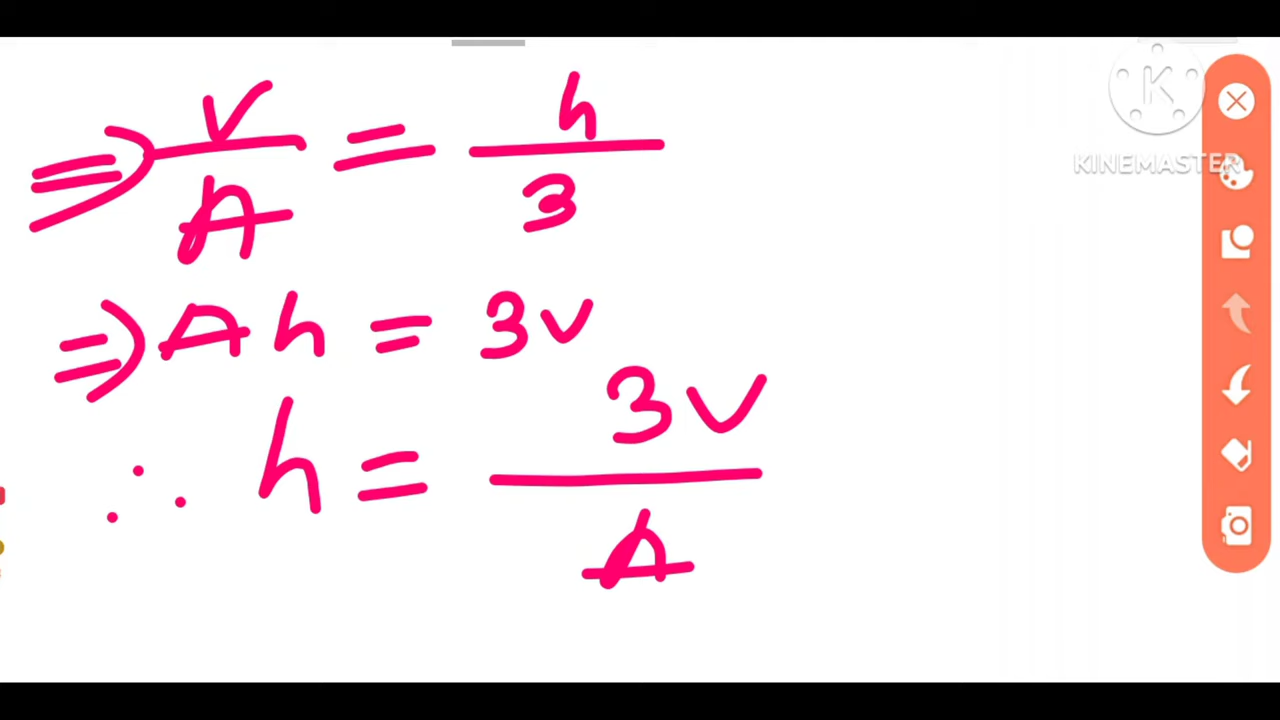 ⇒ V/A = h/3
⇒ Ah = 3V
∴ h = 3V/A
KINEMASTER